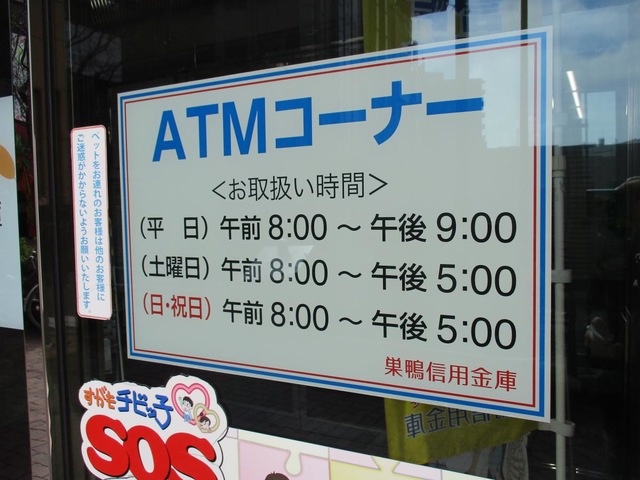 ATMコーナー
＜お取扱い時間＞
（平　日）午前 8:00 ～ 午後 9:00
（土曜日）午前 8:00 ～ 午後 5:00
（日・祝日）午前 8:00 ～ 午後 5:00
巣鴨信用金庫
ペットをお連れのお客様は他のお客様に
ご迷惑がかからないようお願いいたします。
すがもチビッ子
SOS
用金庫